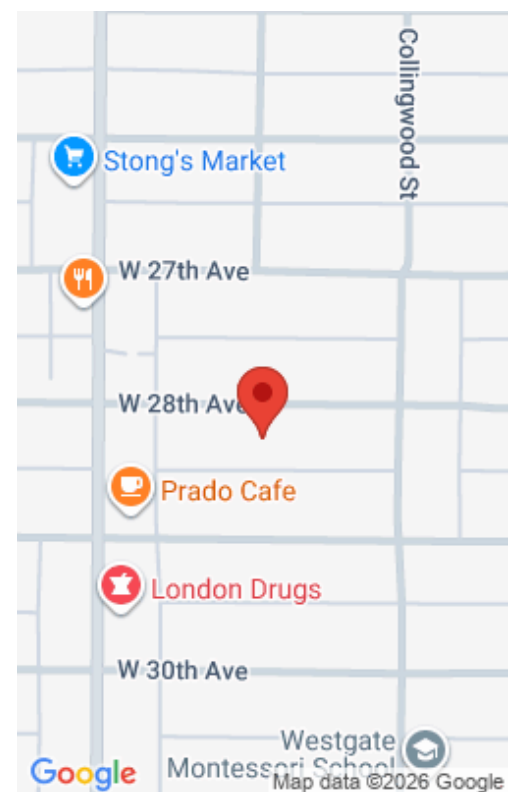 Collingwood St
Stong's Market
W 27th Ave
W 28th Ave
Prado Cafe
London Drugs
W 30th Ave
Westgate
Montessori School
Google
Map data ©2026 Google